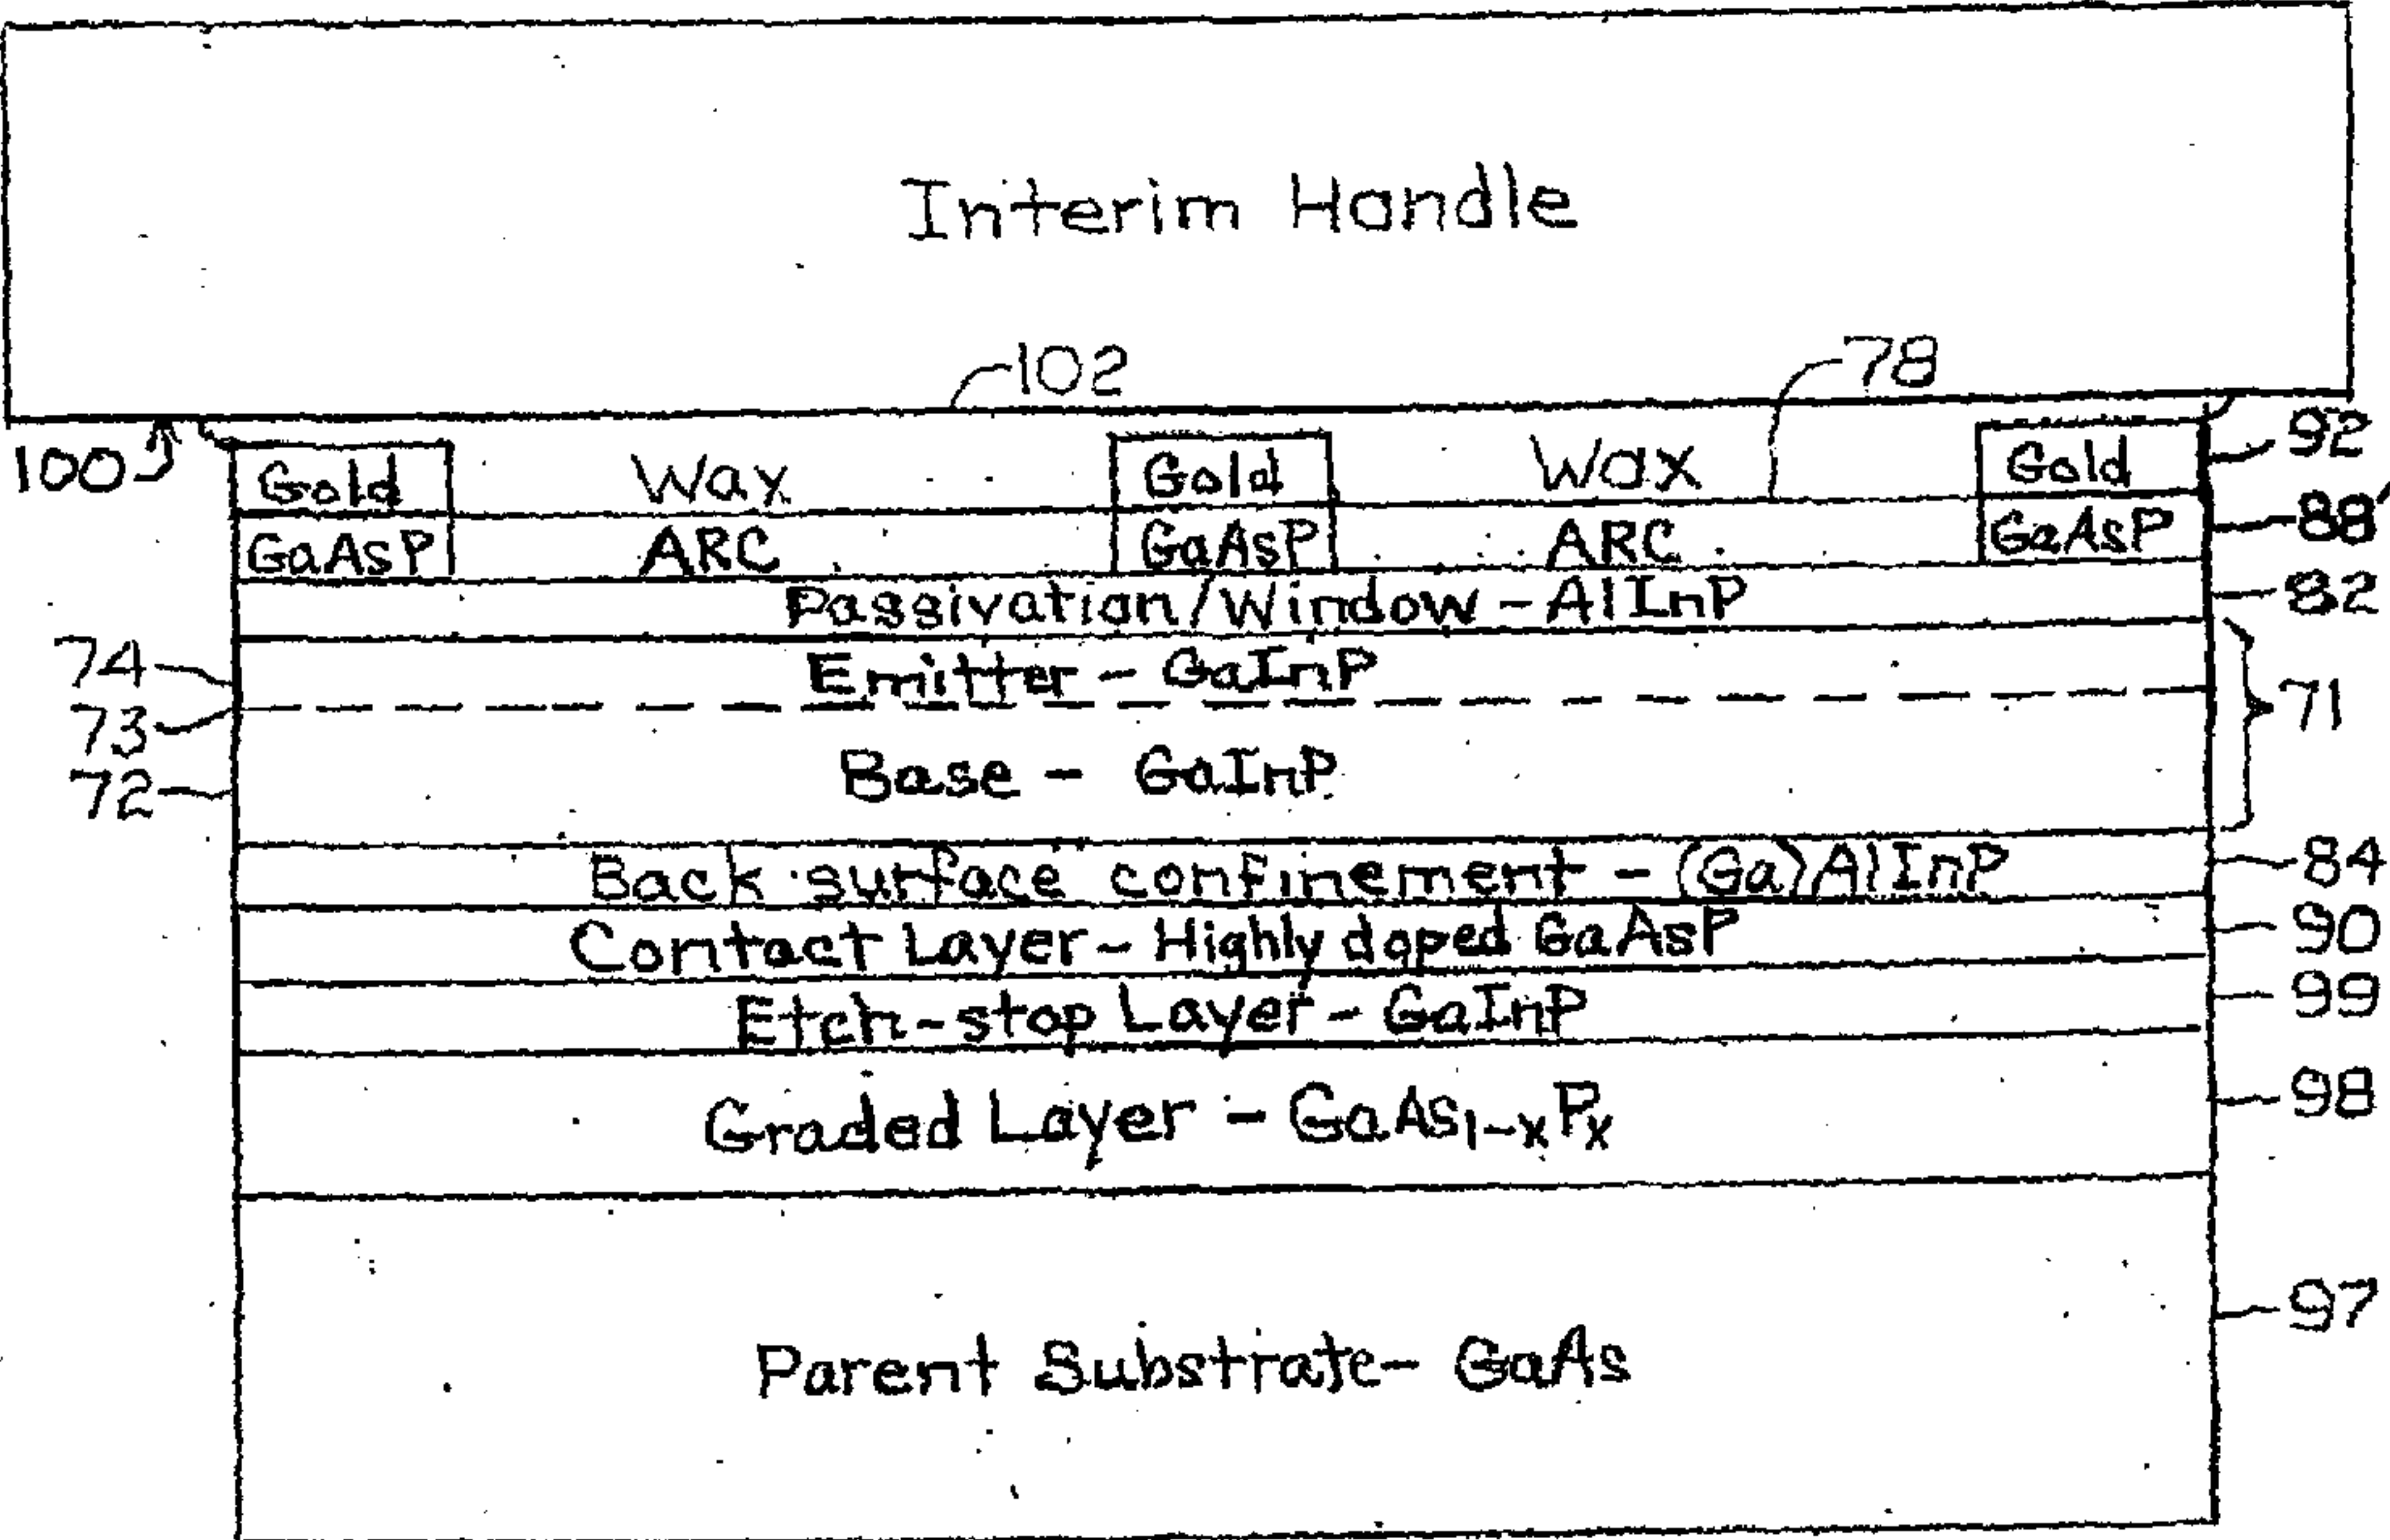 Interim Handle
102 78
100 Gold Wax Gold Wax Gold 92
GaAsP ARC GaAsP ARC GaAsP 88'
Passivation/Window - AlInP 82
74 Emitter - GaInP
73 71
72 Base - GaInP
Back surface confinement - (Ga)AlInP 84
Contact Layer - Highly doped GaAsP 90
Etch-stop Layer - GaInP 99
Graded Layer - GaAs1-xPx 98
97
Parent Substrate - GaAs